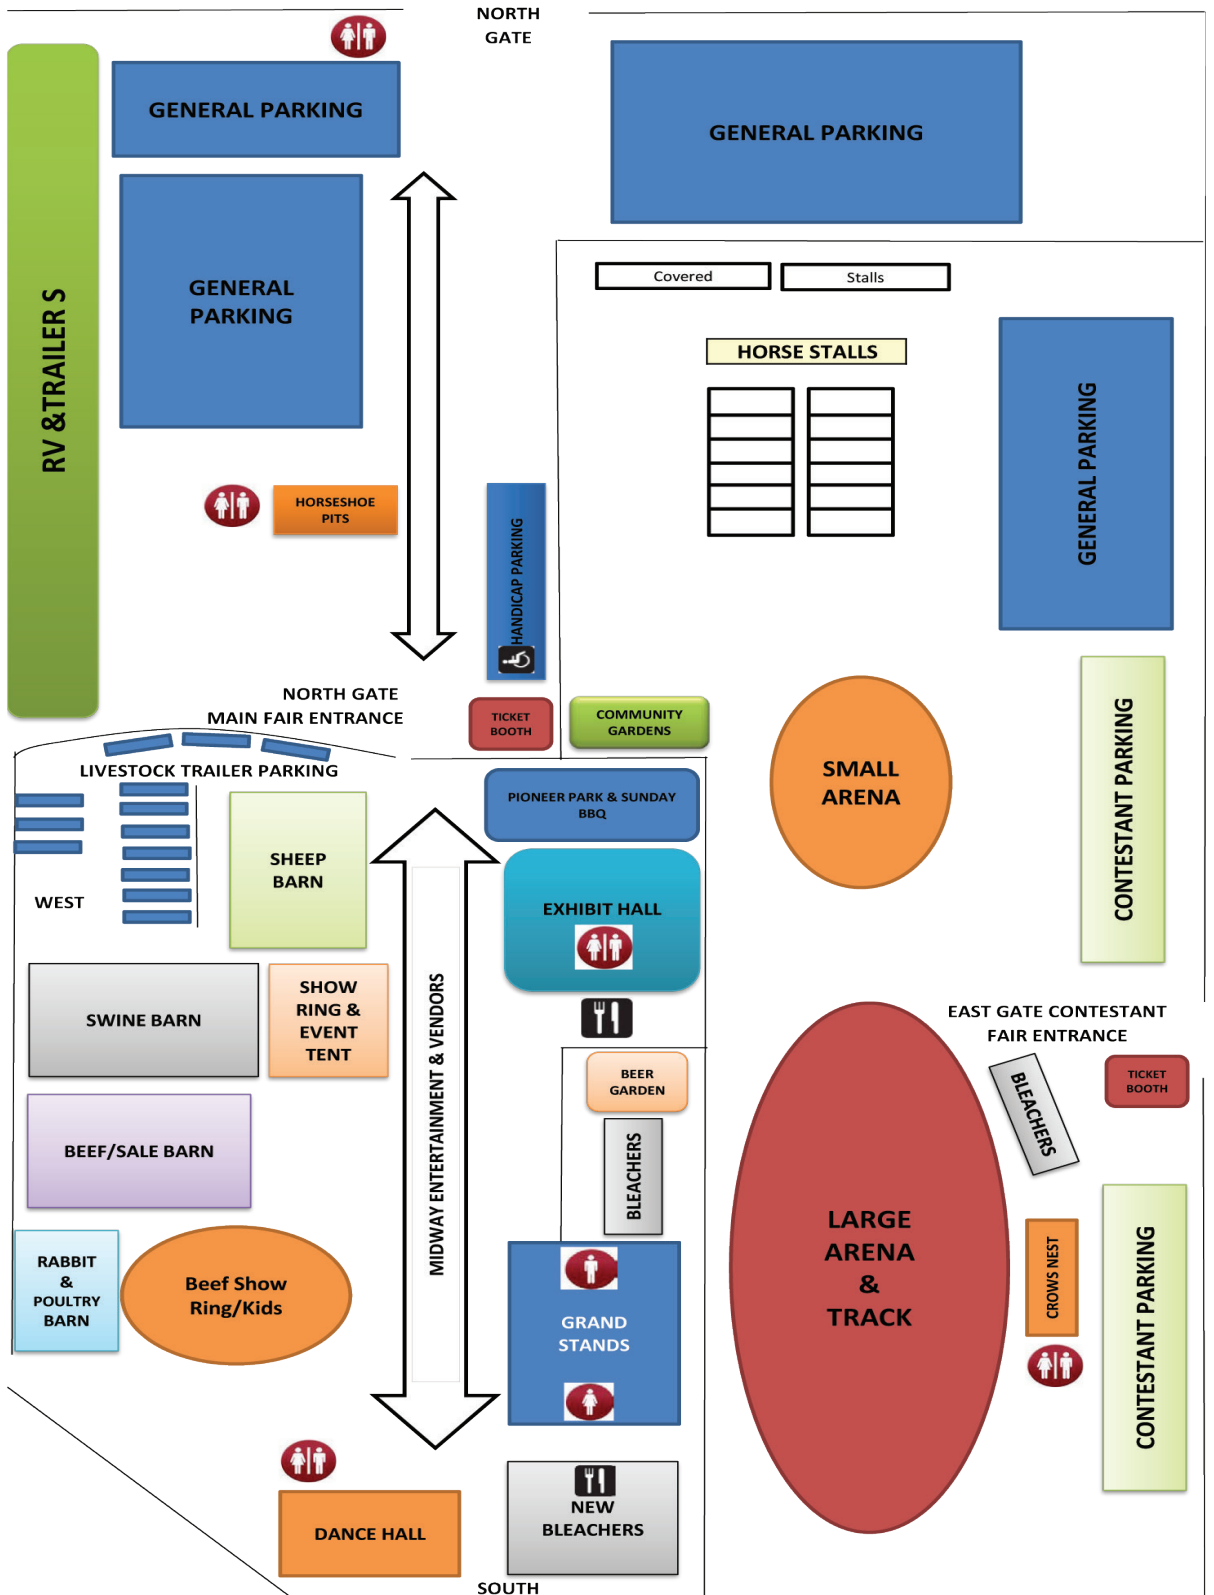 NORTH
GATE
GENERAL PARKING
GENERAL PARKING
RV &TRAILER S
GENERAL
PARKING
Covered
Stalls
HORSE STALLS
GENERAL PARKING
HORSESHOE
PITS
HANDICAP PARKING
NORTH GATE
MAIN FAIR ENTRANCE
TICKET
BOOTH
COMMUNITY
GARDENS
CONTESTANT PARKING
SMALL
ARENA
LIVESTOCK TRAILER PARKING
PIONEER PARK & SUNDAY
BBQ
SHEEP
BARN
WEST
EXHIBIT HALL
MIDWAY ENTERTAINMENT & VENDORS
SWINE BARN
SHOW
RING &
EVENT
TENT
EAST GATE CONTESTANT
FAIR ENTRANCE
BEER
GARDEN
BLEACHERS
TICKET
BOOTH
BEEF/SALE BARN
BLEACHERS
LARGE
ARENA
&
TRACK
CROWS NEST
CONTESTANT PARKING
RABBIT
&
POULTRY
BARN
Beef Show
Ring/Kids
GRAND
STANDS
DANCE HALL
NEW
BLEACHERS
SOUTH